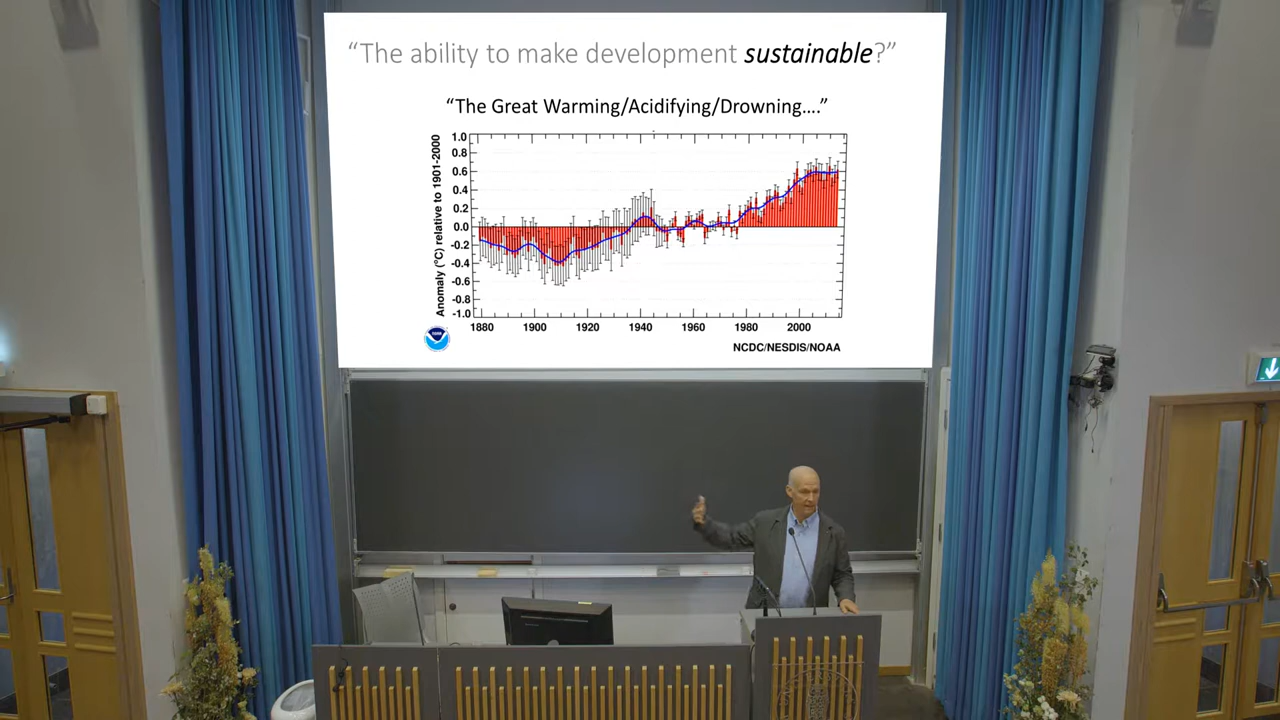 “The ability to make development sustainable?”
“The Great Warming/Acidifying/Drowning....”
Anomaly (°C) relative to 1901-2000
1.0
0.8
0.6
0.4
0.2
0.0
-0.2
-0.4
-0.6
-0.8
-1.0
1880 1900 1920 1940 1960 1980 2000
NCDC/NESDIS/NOAA